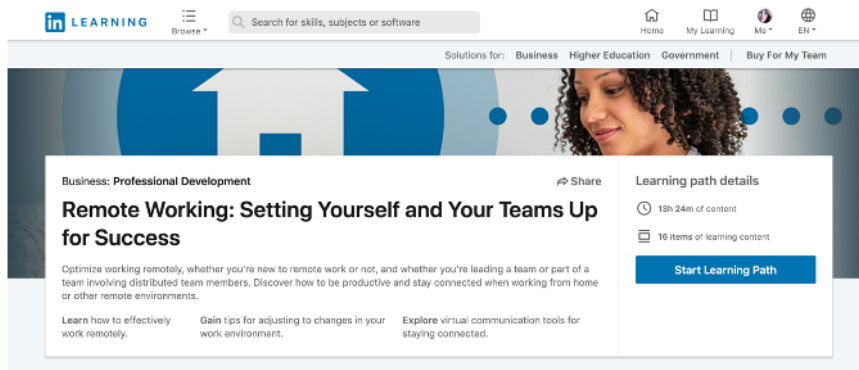 in LEARNING
Browse
Search for skills, subjects or software
Home
My Learning
Me
EN
Solutions for: Business Higher Education Government Buy For My Team
Business: Professional Development
Share
Remote Working: Setting Yourself and Your Teams Up
for Success
Optimize working remotely, whether you're new to remote work or not, and whether you're leading a team or part of a
team involving distributed team members. Discover how to be productive and stay connected when working from home
or other remote environments.
Learn how to effectively
work remotely.
Gain tips for adjusting to changes in your
work environment.
Explore virtual communication tools for
staying connected.
Learning path details
13h 24m of content
16 items of learning content
Start Learning Path